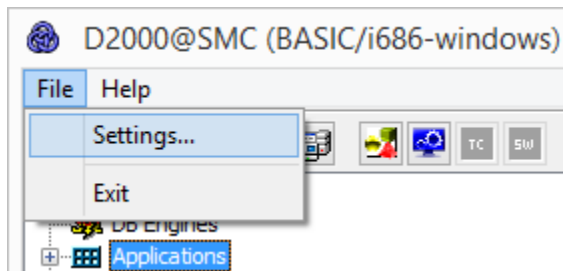 D2000@SMC (BASIC/i686-windows)
File Help
Settings...
TC SW
Exit
Db Engines
Applications